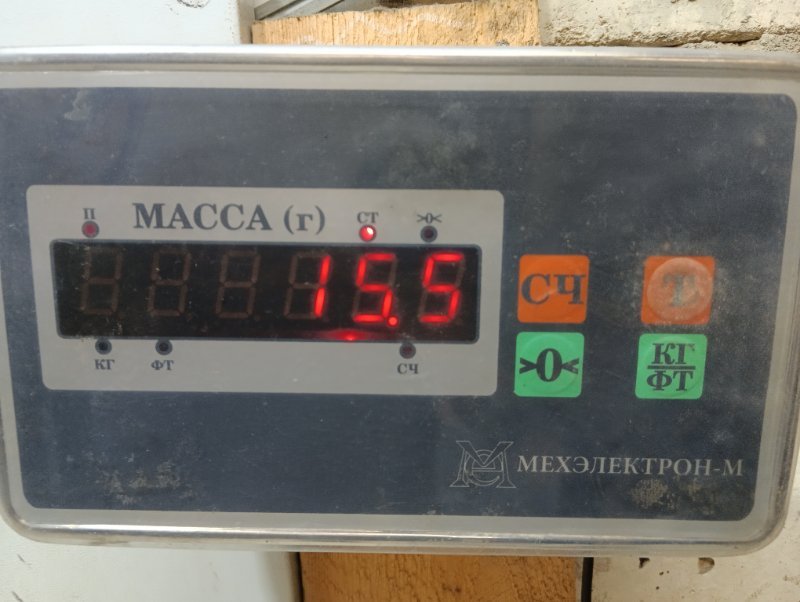 П МАССА (г) СТ >0<
15.5
КГ ФТ СЧ
СЧ Т
>0< КГ/ФТ
МЕХЭЛЕКТРОН-М